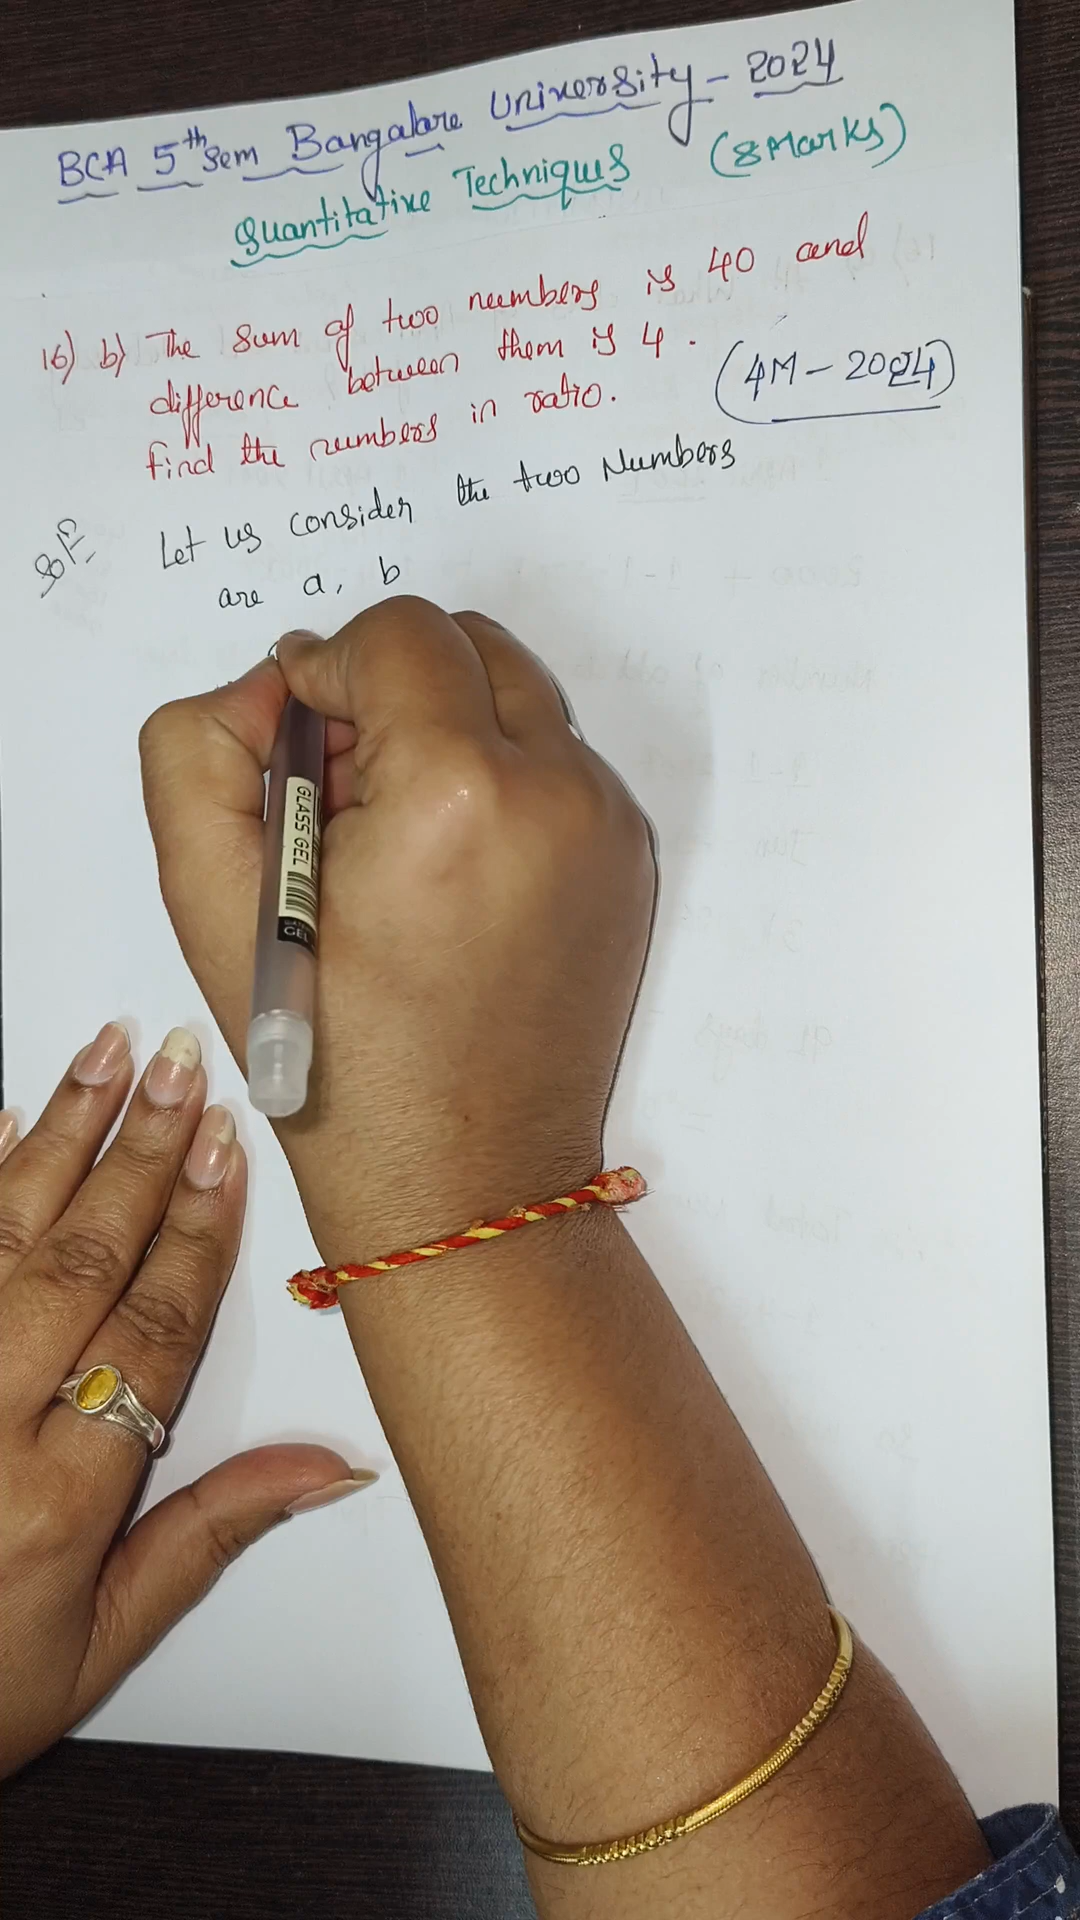 BCA 5th Sem Bangalore University - 2024
Quantitative Techniques (8 Marks)
16) b) The Sum of two numbers is 40 and
difference between them is 4.
find the numbers in ratio. (4M - 2024)
Sol: Let us consider the two Numbers
are a, b
GLASS GEL
GEL